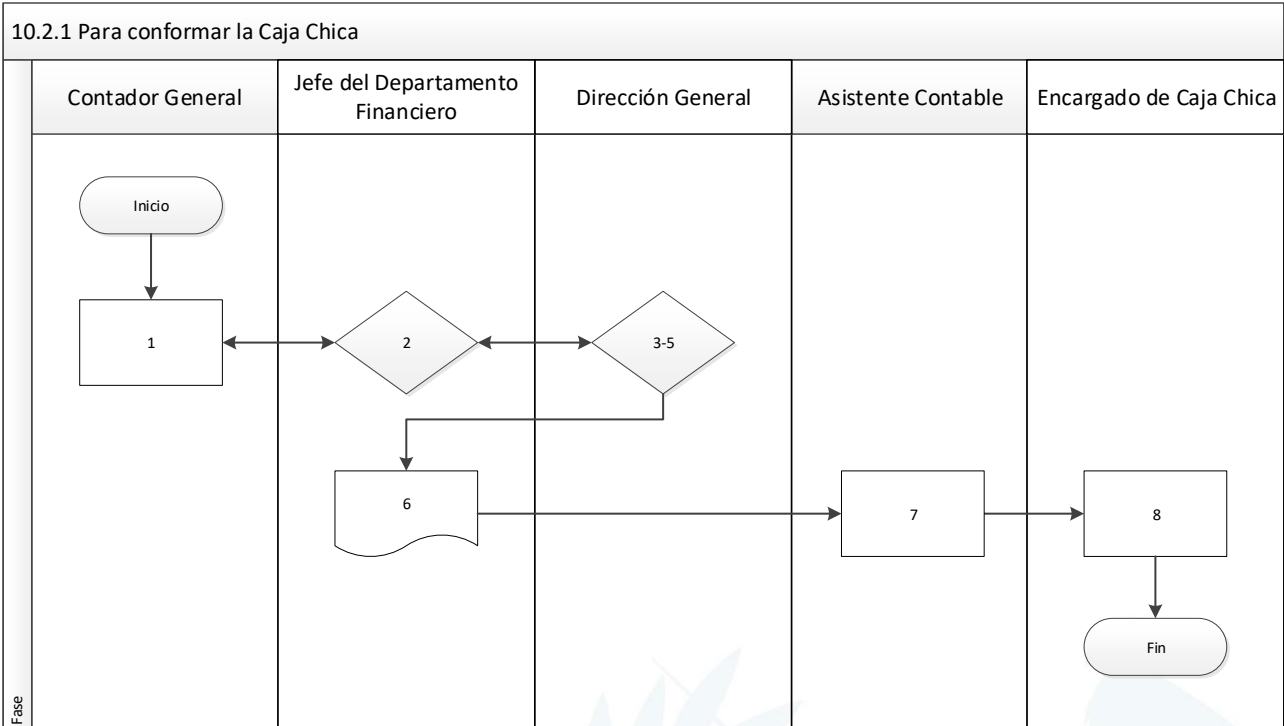 10.2.1 Para conformar la Caja Chica
Contador General
Jefe del Departamento
Financiero
Dirección General
Asistente Contable
Encargado de Caja Chica
Inicio
1
2
3-5
6
7
8
Fin
Fase